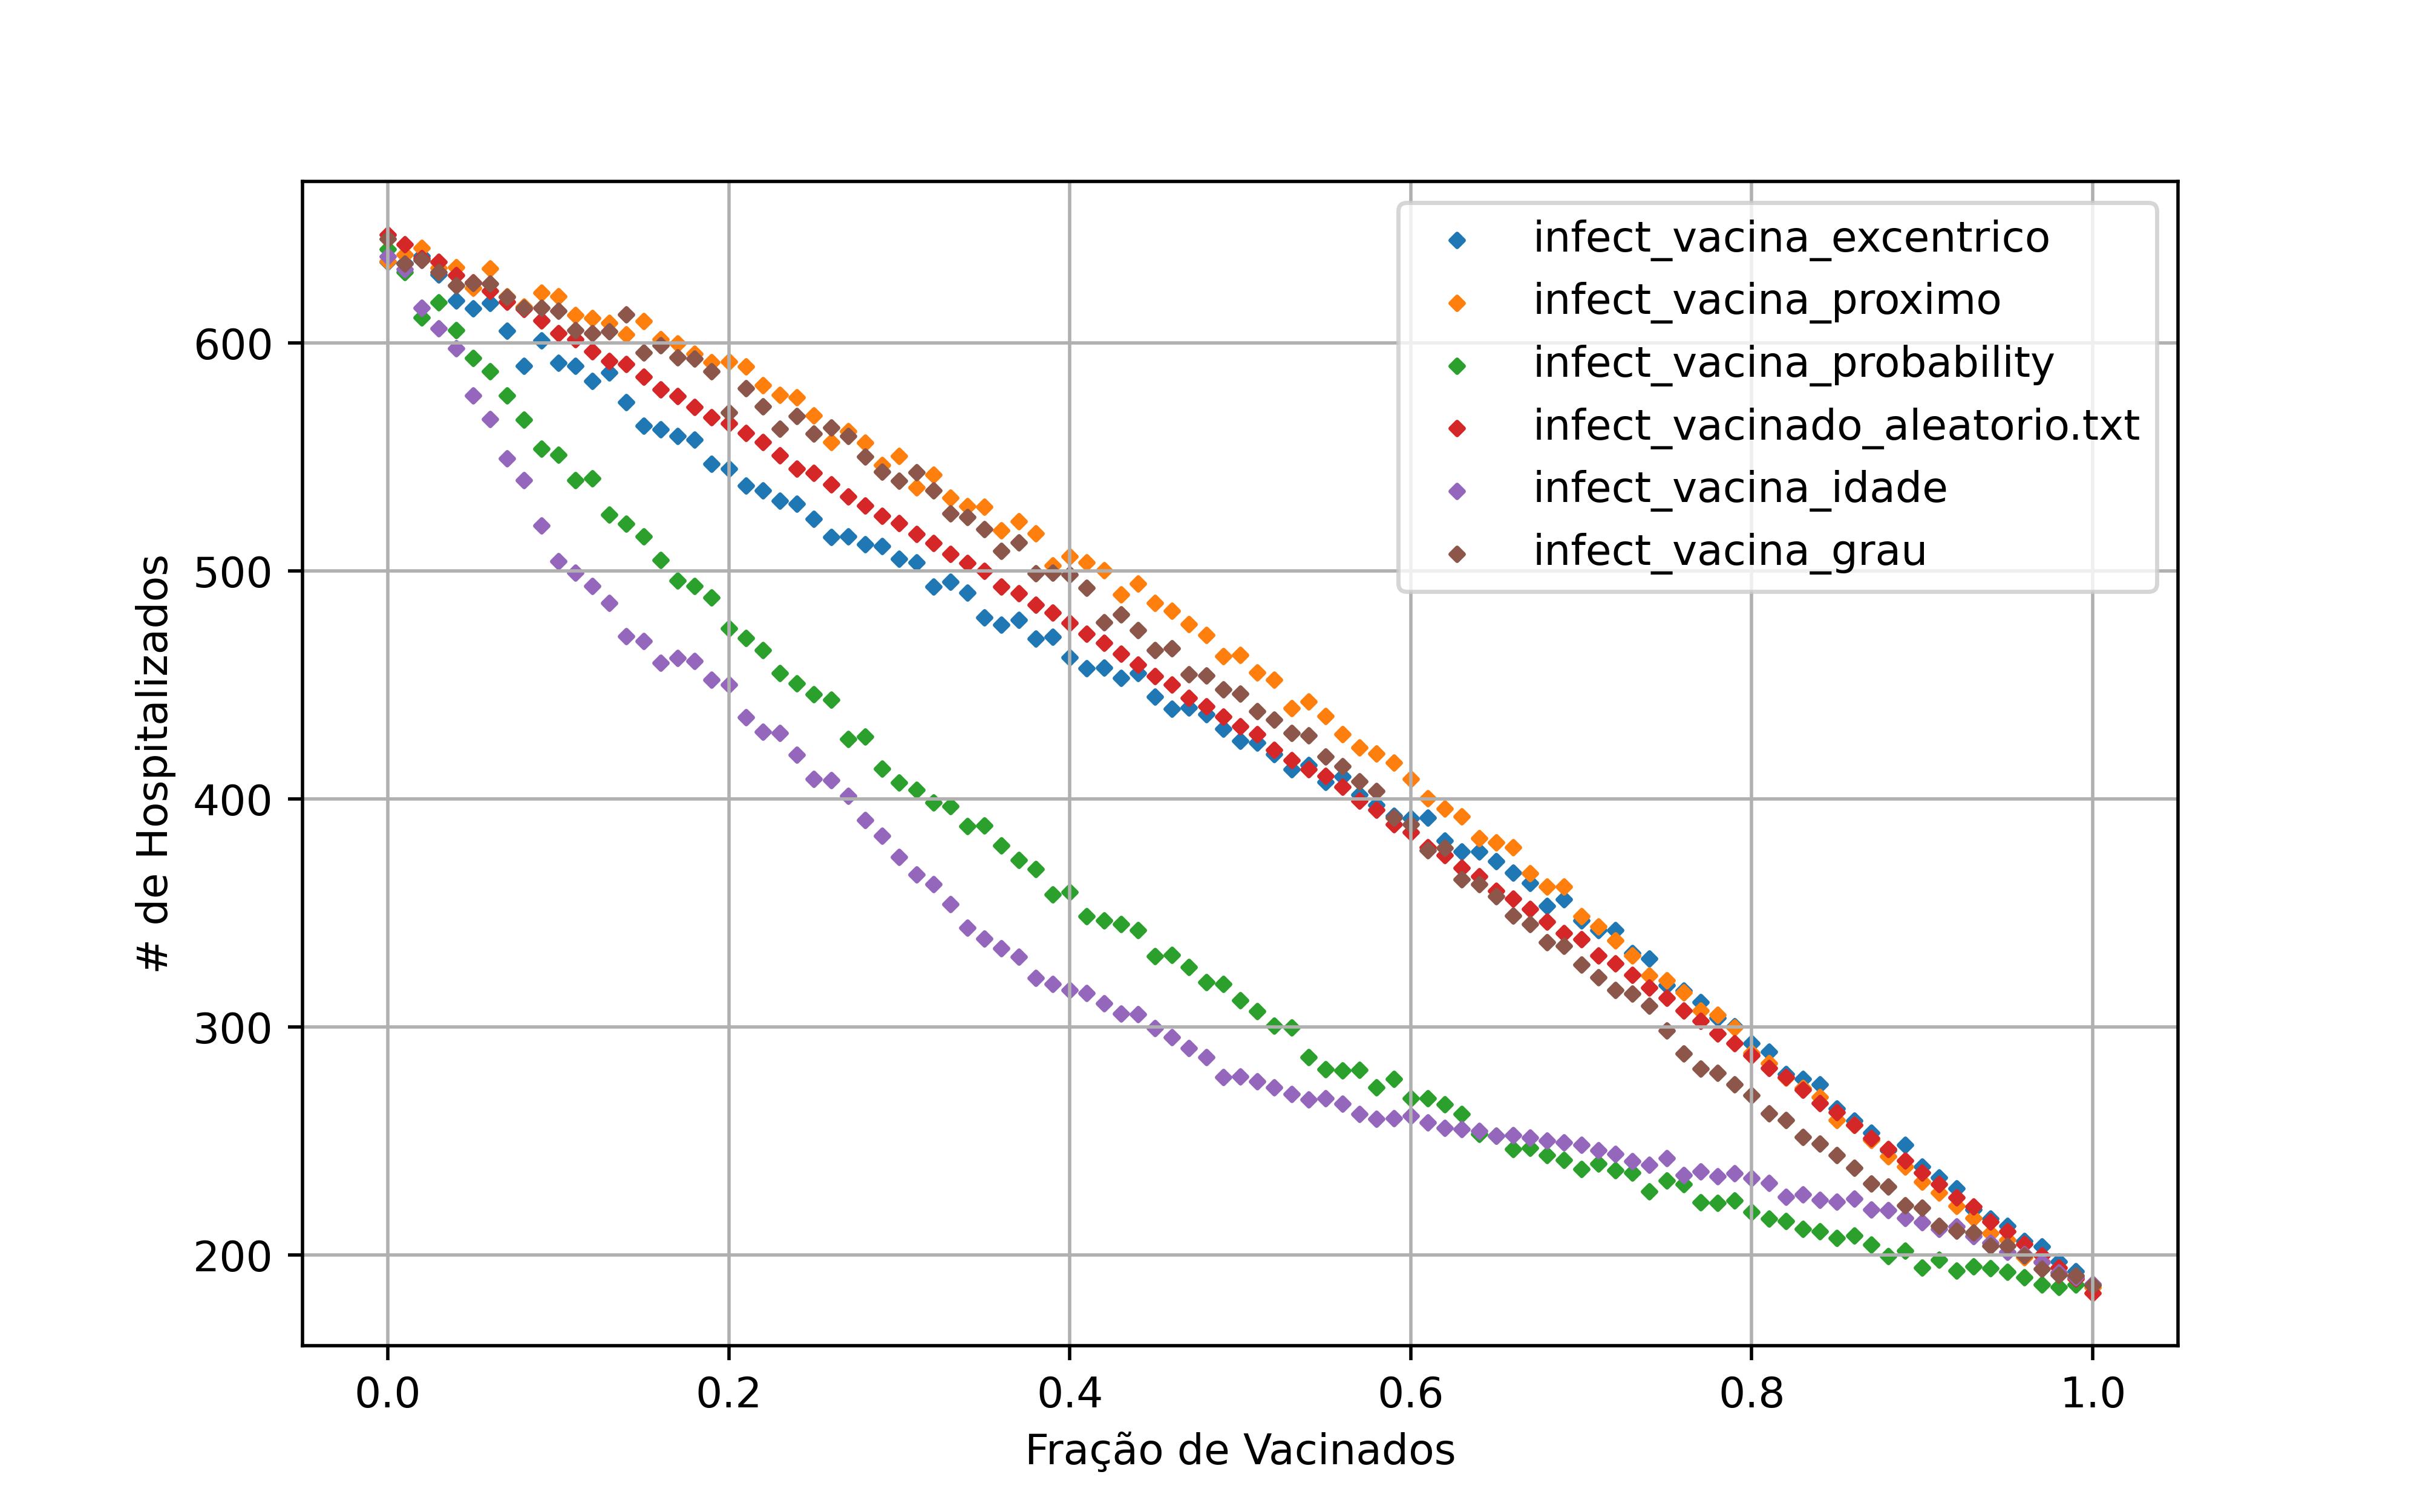 infect_vacina_excentrico
infect_vacina_proximo
infect_vacina_probability
infect_vacinado_aleatorio.txt
infect_vacina_idade
infect_vacina_grau
600
500
400
300
200
# de Hospitalizados
0.0 0.2 0.4 0.6 0.8 1.0
Fração de Vacinados